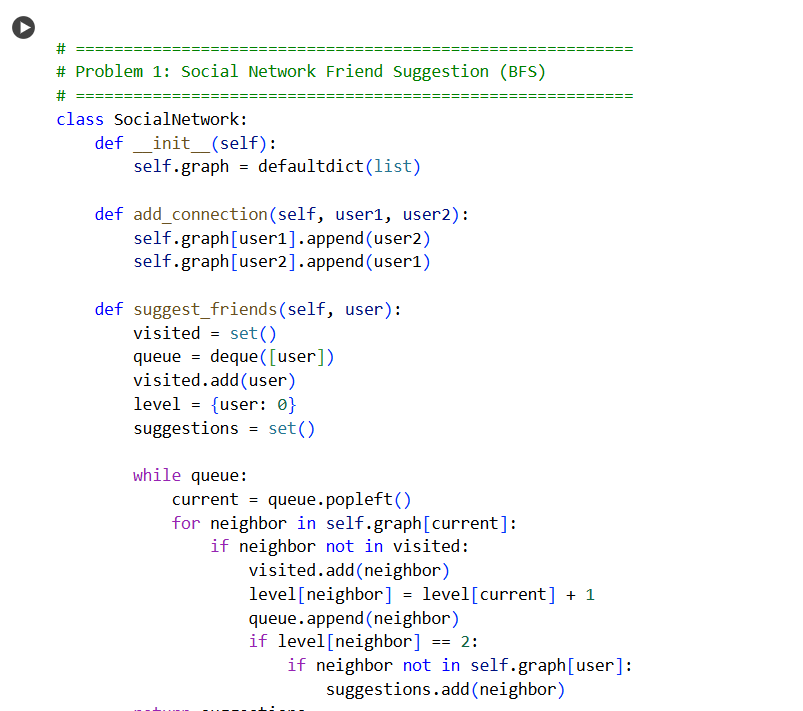 # ==========================================================
# Problem 1: Social Network Friend Suggestion (BFS)
# ==========================================================
class SocialNetwork:
    def __init__(self):
        self.graph = defaultdict(list)

    def add_connection(self, user1, user2):
        self.graph[user1].append(user2)
        self.graph[user2].append(user1)

    def suggest_friends(self, user):
        visited = set()
        queue = deque([user])
        visited.add(user)
        level = {user: 0}
        suggestions = set()

        while queue:
            current = queue.popleft()
            for neighbor in self.graph[current]:
                if neighbor not in visited:
                    visited.add(neighbor)
                    level[neighbor] = level[current] + 1
                    queue.append(neighbor)
                    if level[neighbor] == 2:
                        if neighbor not in self.graph[user]:
                            suggestions.add(neighbor)